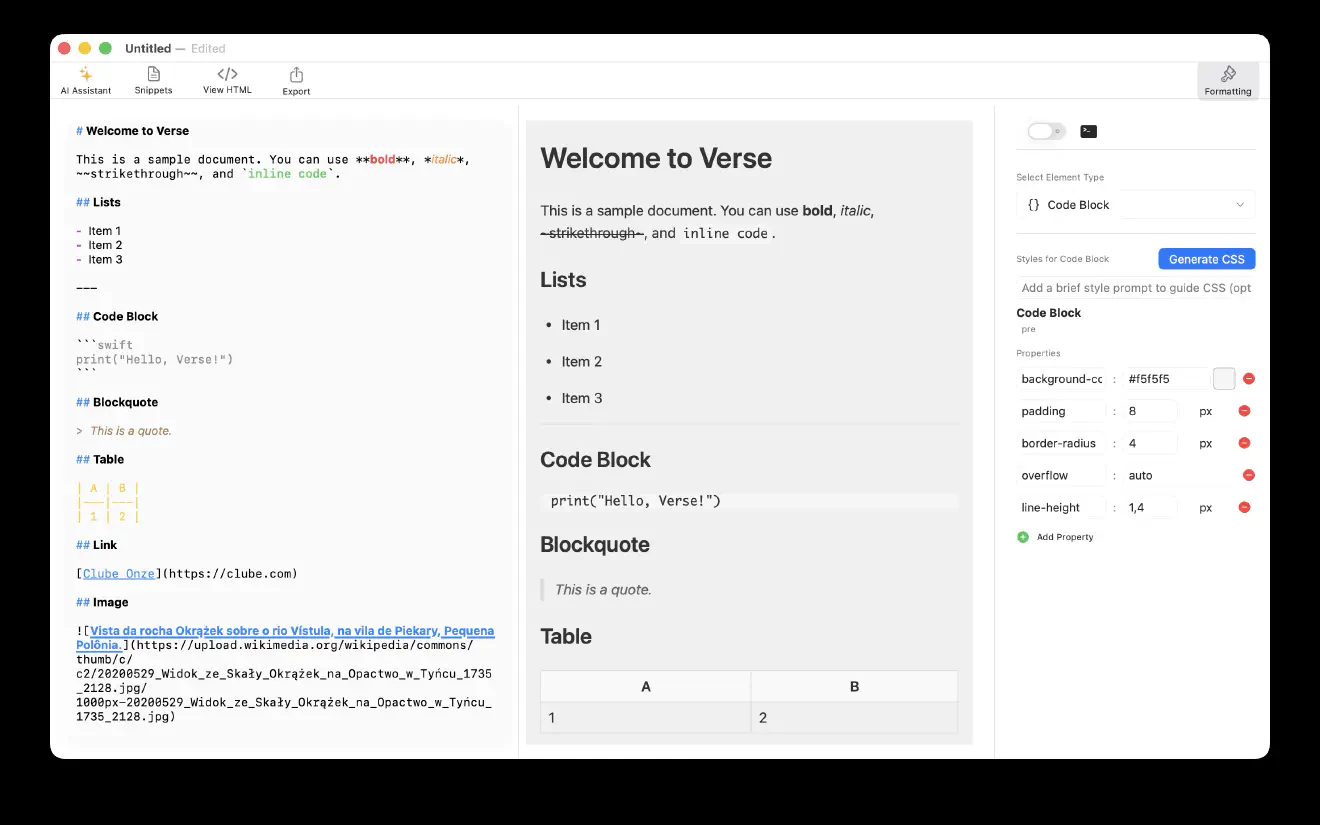 Untitled — Edited
AI Assistant
Snippets
View HTML
Export
Formatting
# Welcome to Verse
This is a sample document. You can use **bold**, *italic*,
~~strikethrough~~, and `inline code`.
## Lists
- Item 1
- Item 2
- Item 3
---
## Code Block
```swift
print("Hello, Verse!")
```
## Blockquote
> This is a quote.
## Table
| A | B |
|---|---|
| 1 | 2 |
## Link
[Clube Onze](https://clube.com)
## Image
![Vista da rocha Okrążek sobre o rio Vístula, na vila de Piekary, Pequena
Polônia.](https://upload.wikimedia.org/wikipedia/commons/
thumb/c/
c2/20200529_Widok_ze_Skały_Okrążek_na_Opactwo_w_Tyńcu_1735
_2128.jpg/
1000px-20200529_Widok_ze_Skały_Okrążek_na_Opactwo_w_Tyńcu_
1735_2128.jpg)
Welcome to Verse
This is a sample document. You can use bold, italic,
~strikethrough~, and inline code.
Lists
• Item 1
• Item 2
• Item 3
Code Block
print("Hello, Verse!")
Blockquote
This is a quote.
Table
A B
1 2
Select Element Type
{} Code Block
Styles for Code Block
Generate CSS
Add a brief style prompt to guide CSS (opt
Code Block
pre
Properties
background-cc : #f5f5f5
padding : 8 px
border-radius : 4 px
overflow : auto
line-height : 1,4 px
Add Property